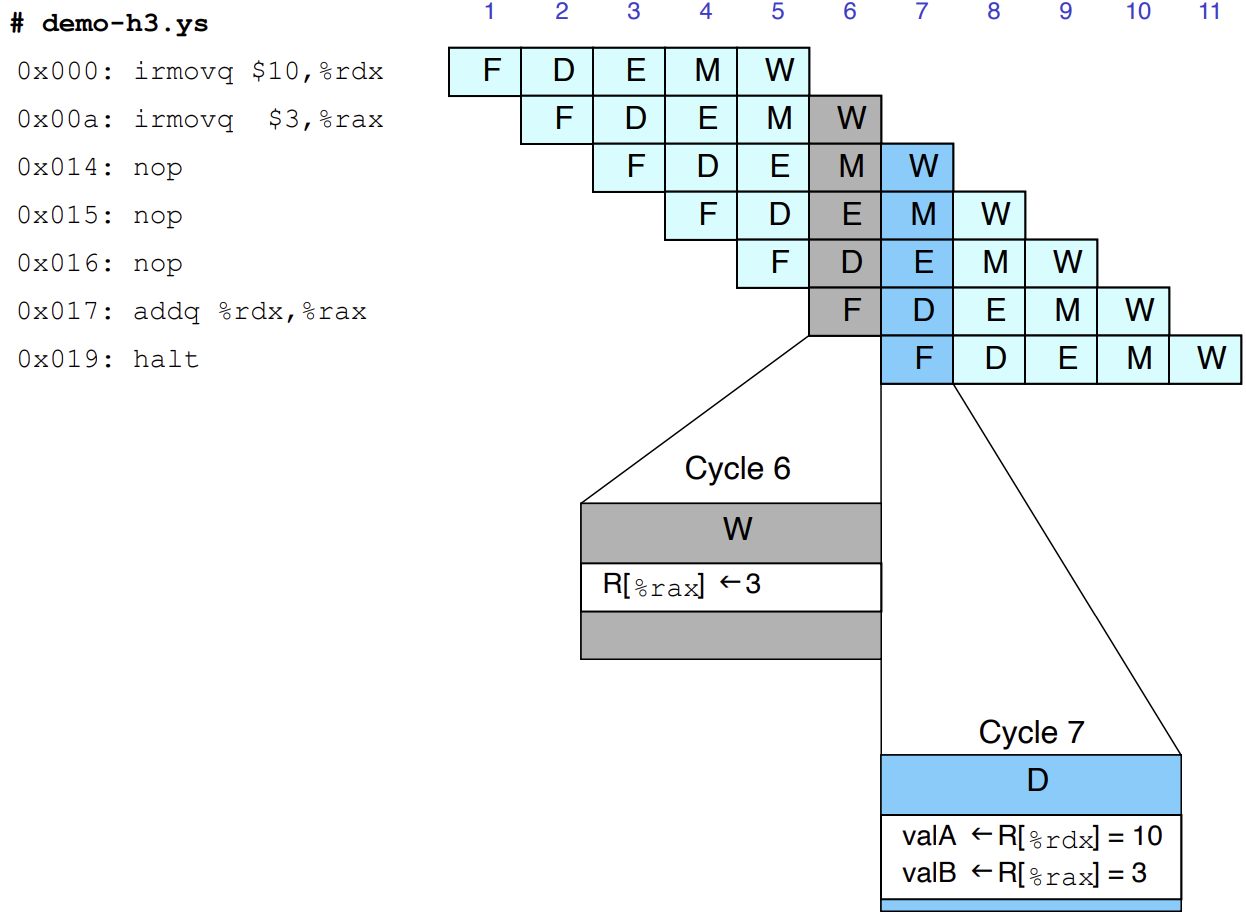 # demo-h3.ys
1 2 3 4 5 6 7 8 9 10 11
0x000: irmovq $10,%rdx F D E M W
0x00a: irmovq  $3,%rax F D E M W
0x014: nop F D E M W
0x015: nop F D E M W
0x016: nop F D E M W
0x017: addq %rdx,%rax F D E M W
0x019: halt F D E M W
Cycle 6
W
R[%rax] ←3
Cycle 7
D
valA ←R[%rdx] = 10
valB ←R[%rax] = 3